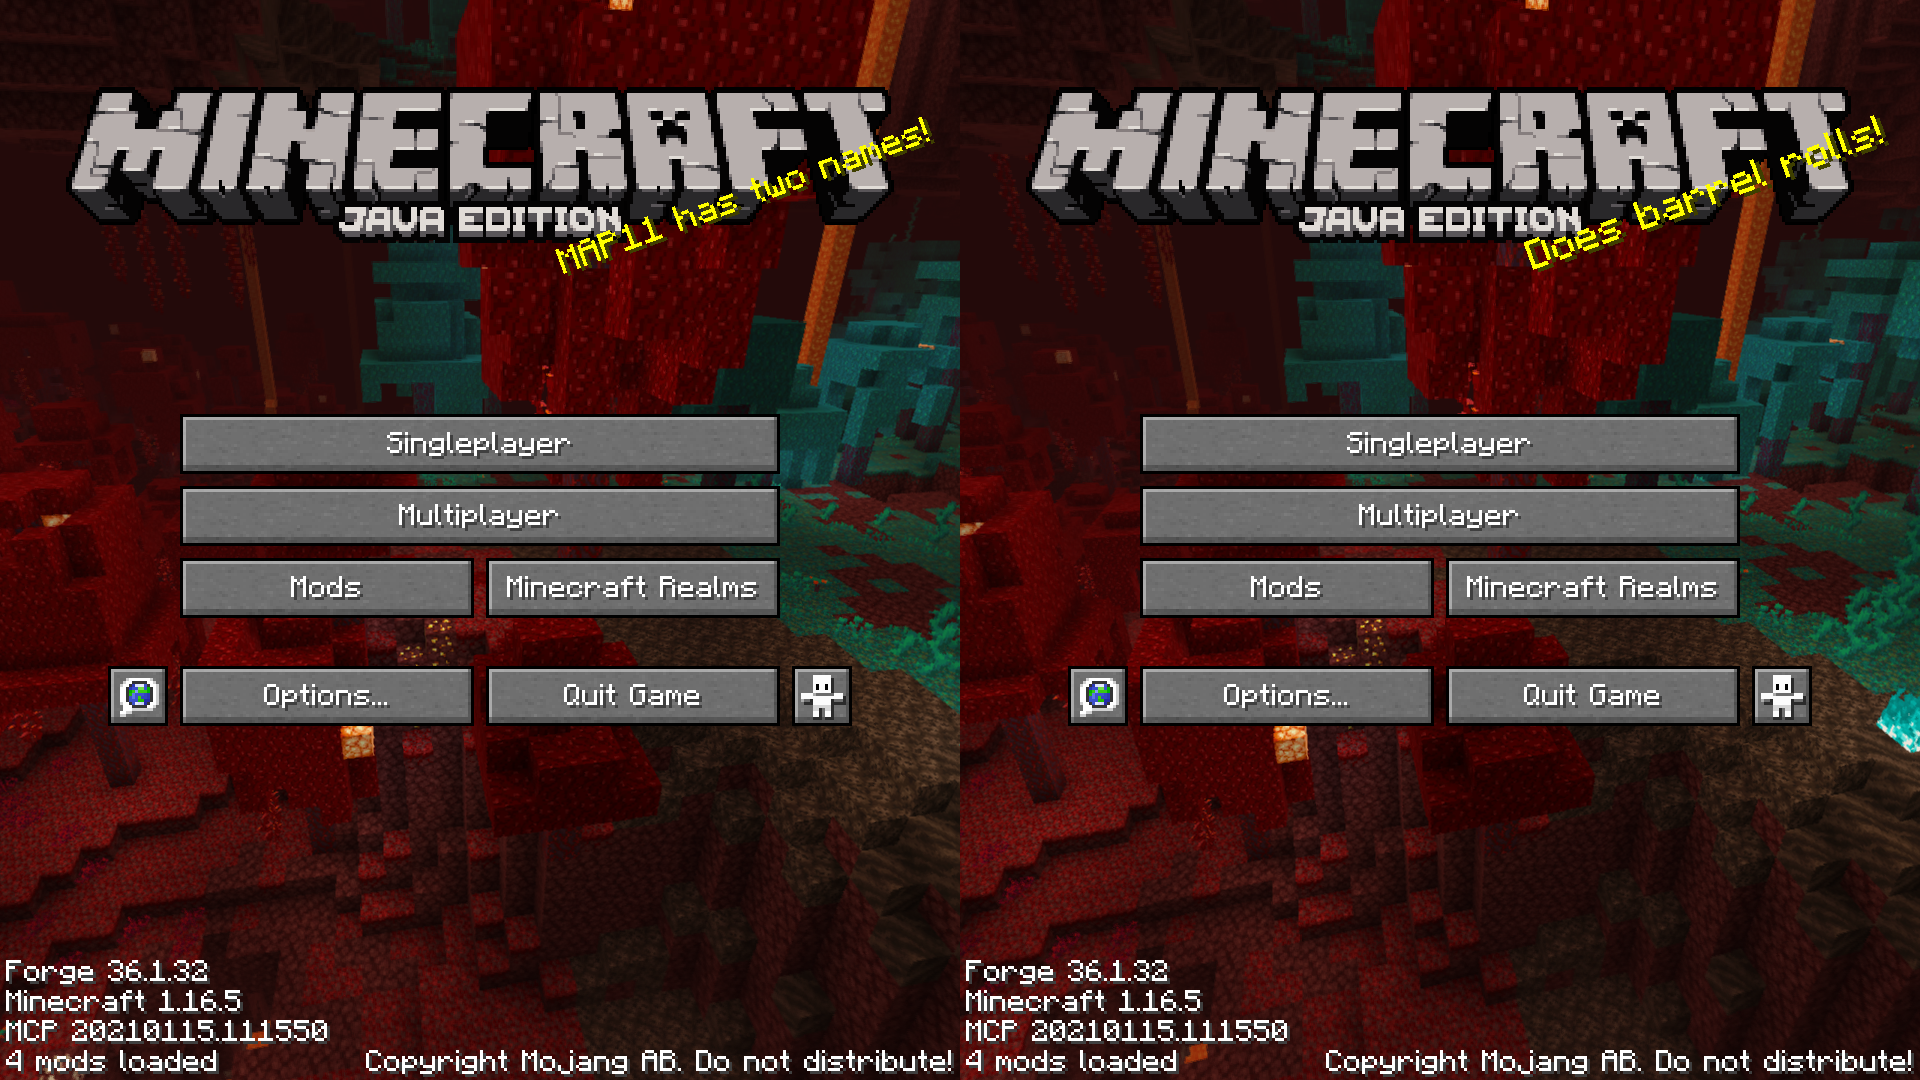 MINECRAFT
JAVA EDITION
MAP11 has two names!
Singleplayer
Multiplayer
Mods
Minecraft Realms
Options...
Quit Game
Forge 36.1.32
Minecraft 1.16.5
MCP 20210115.111550
4 mods loaded
Copyright Mojang AB. Do not distribute!
MINECRAFT
JAVA EDITION
Does barrel rolls!
Singleplayer
Multiplayer
Mods
Minecraft Realms
Options...
Quit Game
Forge 36.1.32
Minecraft 1.16.5
MCP 20210115.111550
4 mods loaded
Copyright Mojang AB. Do not distribute!